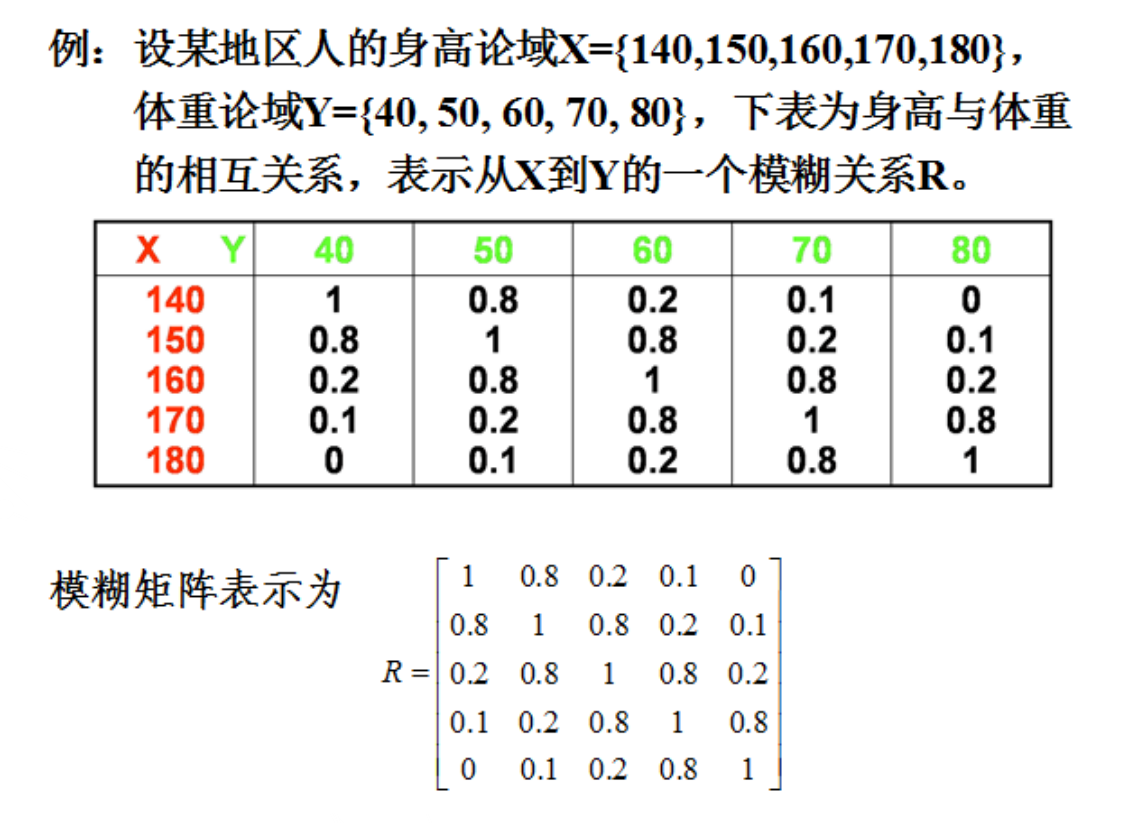 例：设某地区人的身高论域X={140,150,160,170,180}，
体重论域Y={40, 50, 60, 70, 80}，下表为身高与体重
的相互关系，表示从X到Y的一个模糊关系R。
X Y 40 50 60 70 80
140 1 0.8 0.2 0.1 0
150 0.8 1 0.8 0.2 0.1
160 0.2 0.8 1 0.8 0.2
170 0.1 0.2 0.8 1 0.8
180 0 0.1 0.2 0.8 1
模糊矩阵表示为
1 0.8 0.2 0.1 0
0.8 1 0.8 0.2 0.1
R = 0.2 0.8 1 0.8 0.2
0.1 0.2 0.8 1 0.8
0 0.1 0.2 0.8 1